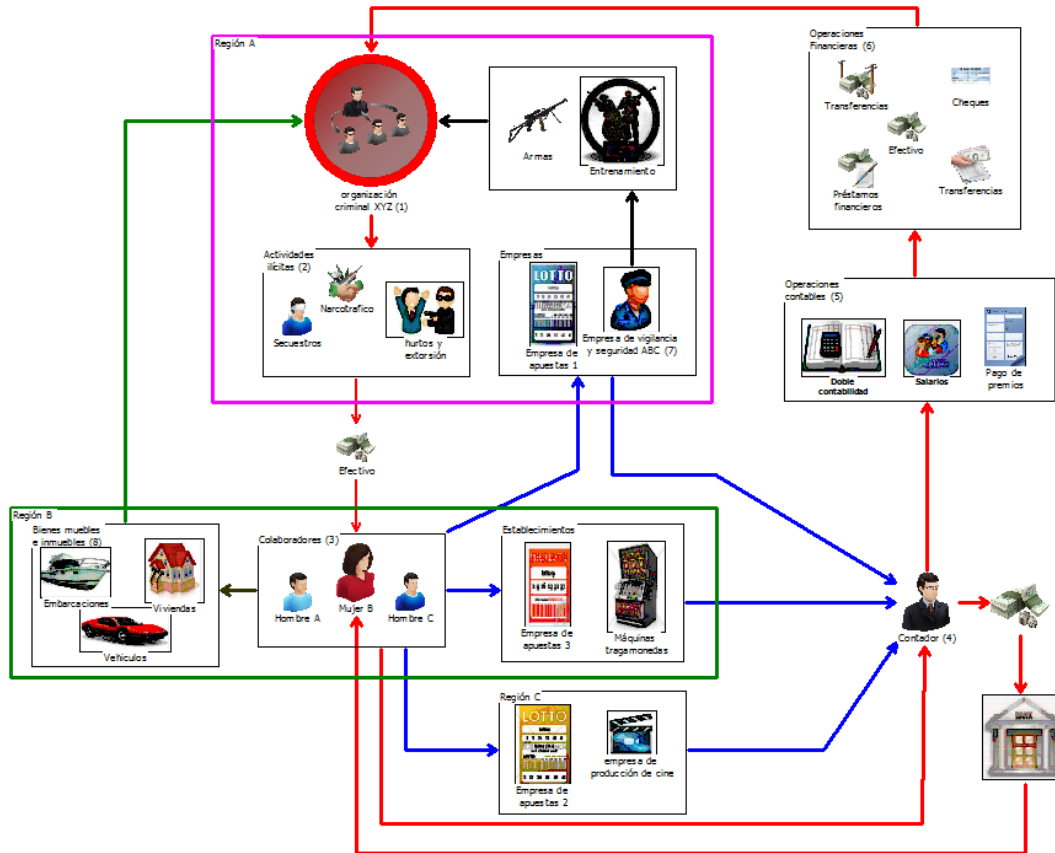 Región A
organización
criminal XYZ (1)
Armas
Entrenamiento
Actividades
ilícitas (2)
Narcotrafico
Secuestros
hurtos y
extorsión
Empresas
LOTTO
Empresa de
apuestas 1
Empresa de vigilancia
y seguridad ABC (7)
Operaciones
Financieras (6)
Transferencias
Cheques
Efectivo
Préstamos
financieros
Transferencias
Operaciones
contables (5)
Doble
contabilidad
Salarios
Pago de
premios
Efectivo
Región B
Bienes muebles
e inmuebles (8)
Embarcaciones
Viviendas
Vehículos
Colaboradores (3)
Hombre A
Mujer B
Hombre C
Establecimientos
Empresa de
apuestas 3
Máquinas
tragamonedas
Contador (4)
Región C
LOTTO
Empresa de
apuestas 2
empresa de
producción de cine
BANK